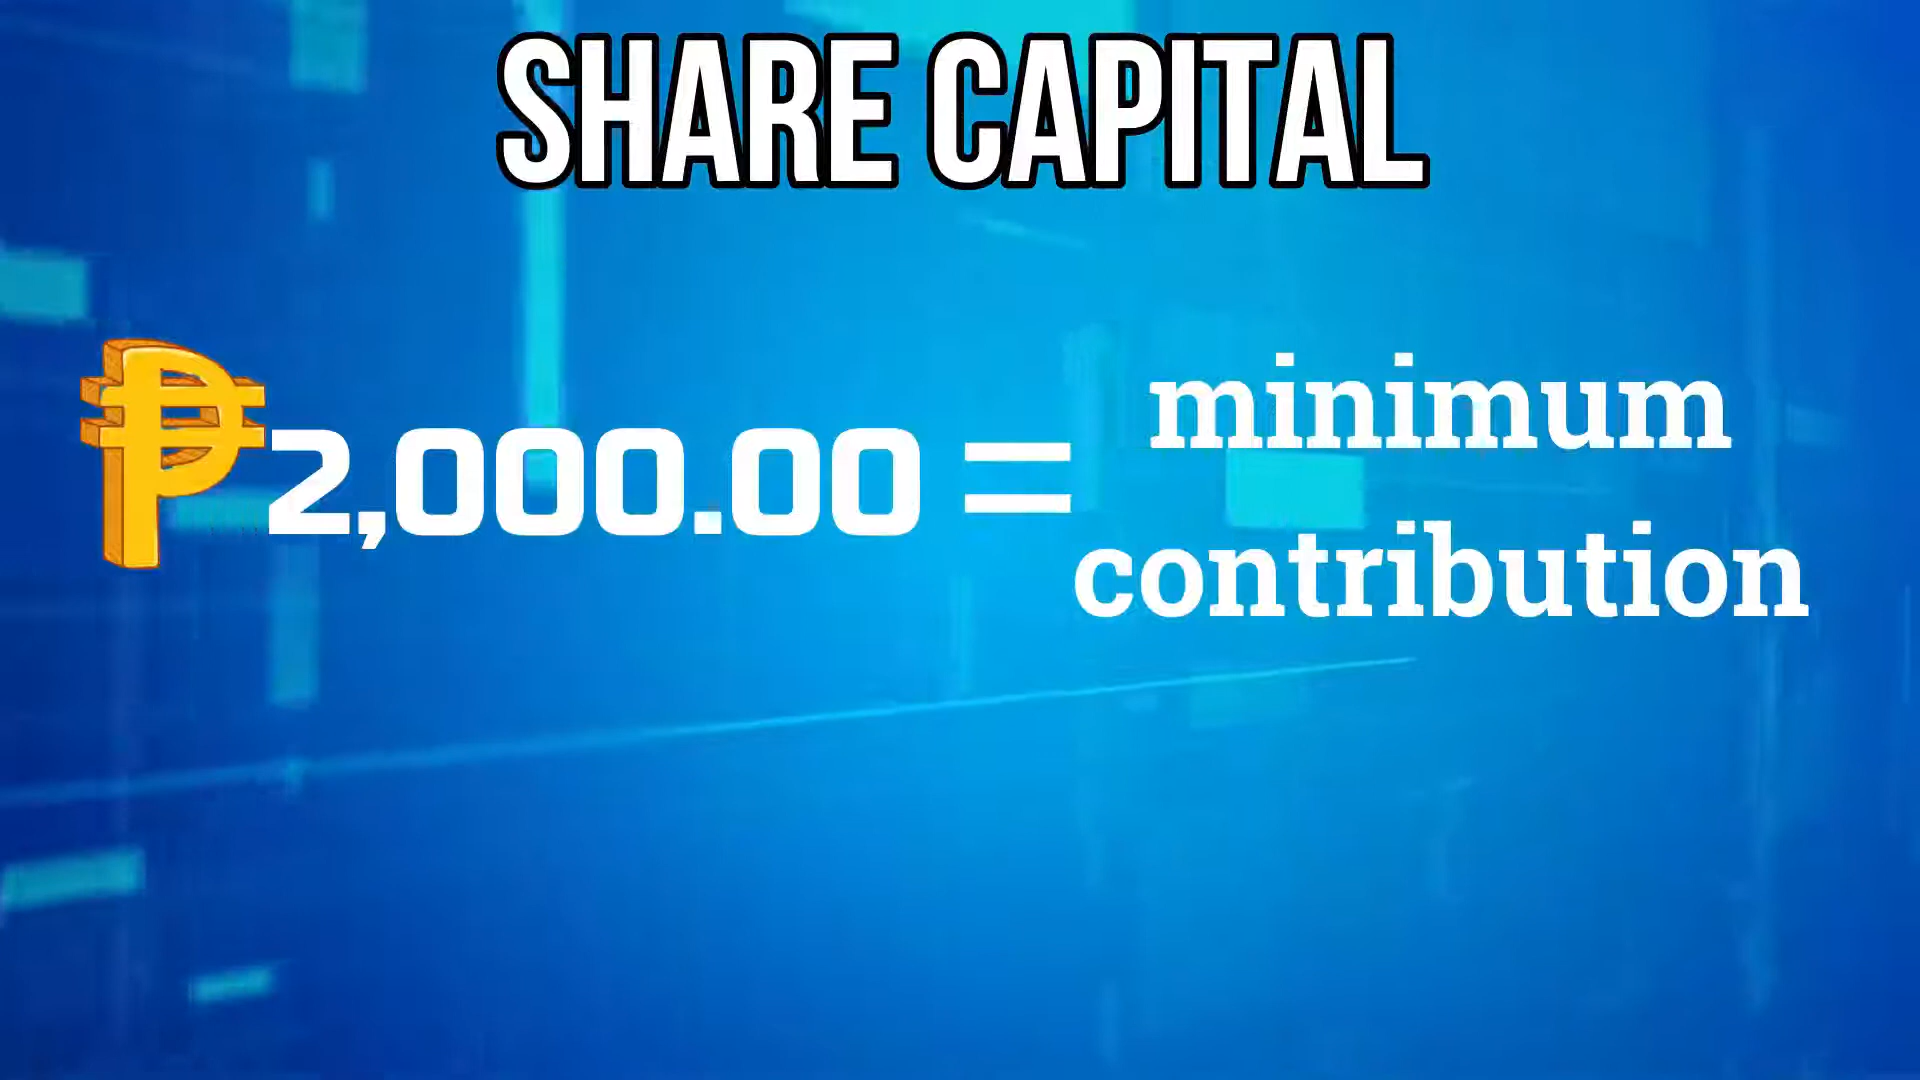 SHARE CAPITAL
₱2,000.00 = minimum
contribution